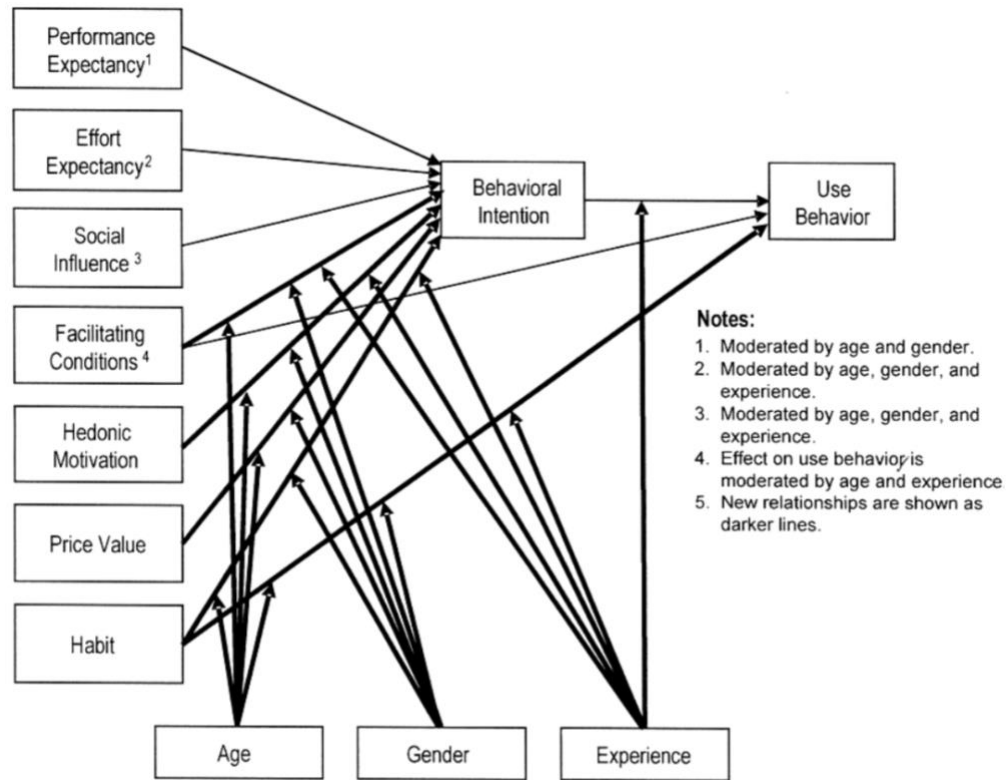 Performance
Expectancy1
Effort
Expectancy2
Social
Influence 3
Facilitating
Conditions 4
Hedonic
Motivation
Price Value
Habit
Behavioral
Intention
Use
Behavior
Notes:
1. Moderated by age and gender.
2. Moderated by age, gender, and
experience.
3. Moderated by age, gender, and
experience.
4. Effect on use behavior is
moderated by age and experience
5. New relationships are shown as
darker lines.
Age
Gender
Experience